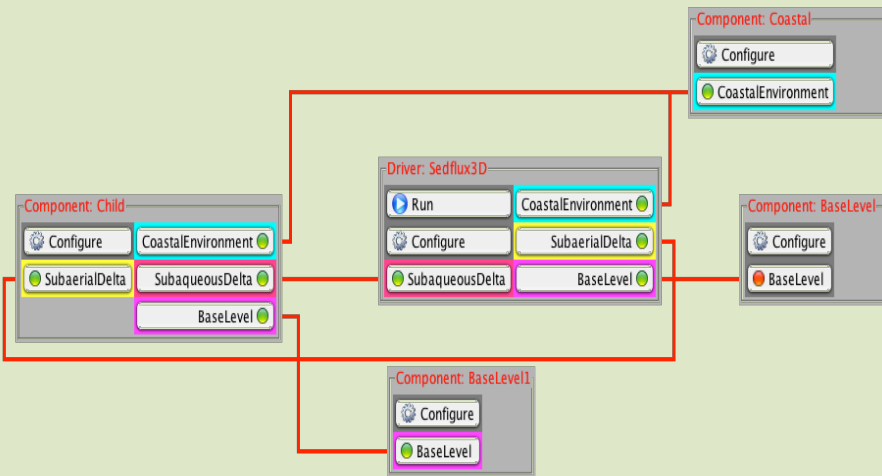 Component: Coastal
Configure
CoastalEnvironment
Driver: Sedflux3D
Run
CoastalEnvironment
Configure
SubaerialDelta
SubaqueousDelta
BaseLevel
Component: Child
Configure
CoastalEnvironment
SubaerialDelta
SubaqueousDelta
BaseLevel
Component: BaseLevel
Configure
BaseLevel
Component: BaseLevel1
Configure
BaseLevel